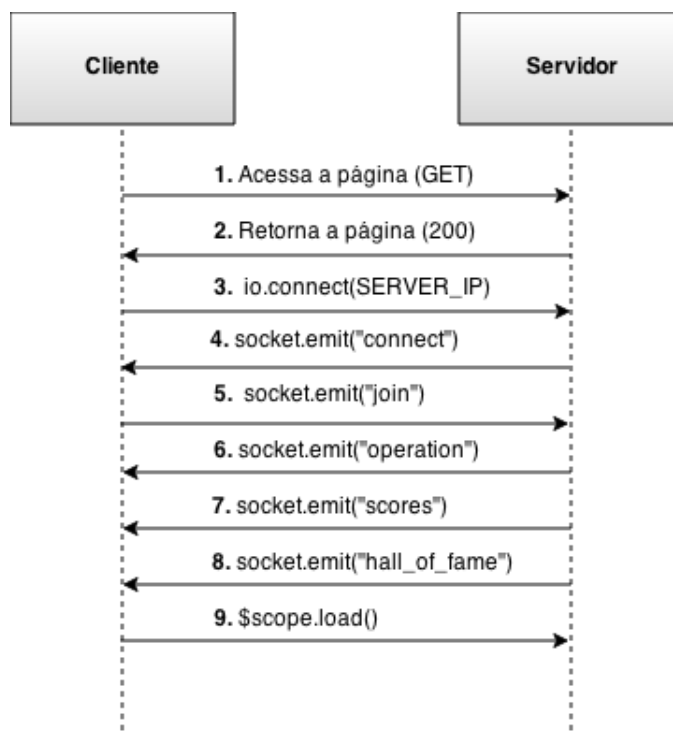 Cliente
Servidor
1. Acessa a página (GET)
2. Retorna a página (200)
3. io.connect(SERVER_IP)
4. socket.emit("connect")
5. socket.emit("join")
6. socket.emit("operation")
7. socket.emit("scores")
8. socket.emit("hall_of_fame")
9. $scope.load()